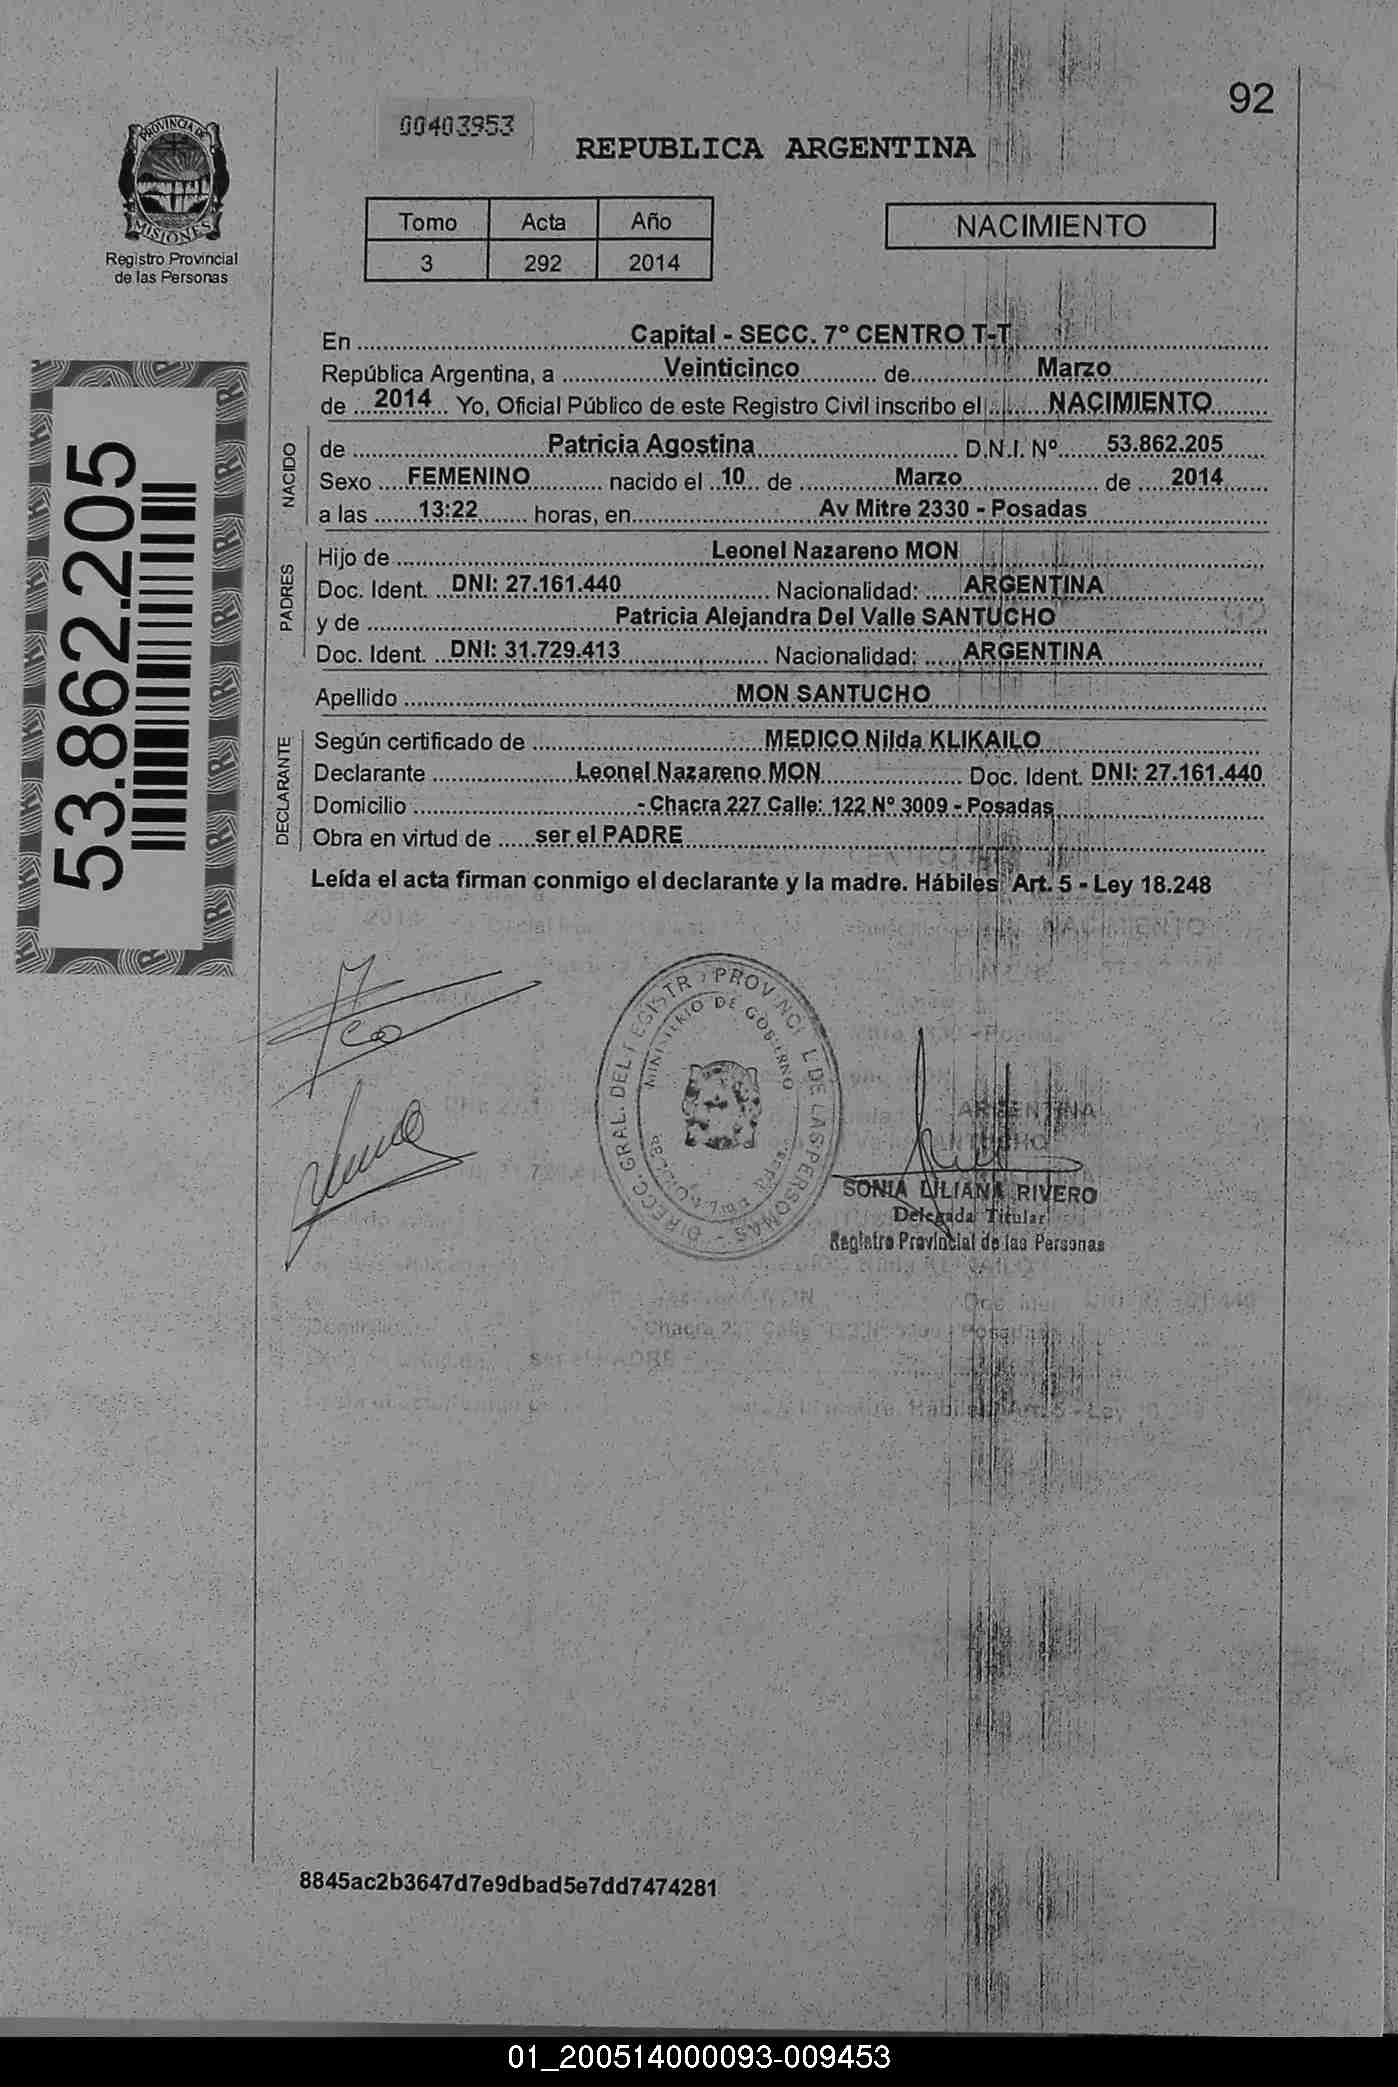 92
00403953
REPUBLICA ARGENTINA
PROVINCIA DE
MISIONES
Registro Provincial
de las Personas
Tomo Acta Año
3 292 2014
NACIMIENTO
53.862.205
En Capital - SECC. 7º CENTRO T-T
República Argentina, a Veinticinco de Marzo
de 2014 Yo, Oficial Público de este Registro Civil inscribo el NACIMIENTO
NACIDO
de Patricia Agostina D.N.I. Nº 53.862.205
Sexo FEMENINO nacido el 10 de Marzo de 2014
a las 13:22 horas, en Av Mitre 2330 - Posadas
PADRES
Hijo de Leonel Nazareno MON
Doc. Ident. DNI: 27.161.440 Nacionalidad: ARGENTINA
y de Patricia Alejandra Del Valle SANTUCHO
Doc. Ident. DNI: 31.729.413 Nacionalidad: ARGENTINA
Apellido MON SANTUCHO
DECLARANTE
Según certificado de MEDICO Nilda KLIKAILO
Declarante Leonel Nazareno MON Doc. Ident. DNI: 27.161.440
Domicilio - Chacra 227 Calle: 122 Nº 3009 - Posadas
Obra en virtud de ser el PADRE
Leída el acta firman conmigo el declarante y la madre. Hábiles Art. 5 - Ley 18.248
MINISTERIO DE GOBIERNO
SONIA LILIANA RIVERO
Delegada Titular
Registro Provincial de las Personas
8845ac2b3647d7e9dbad5e7dd7474281
01_200514000093-009453